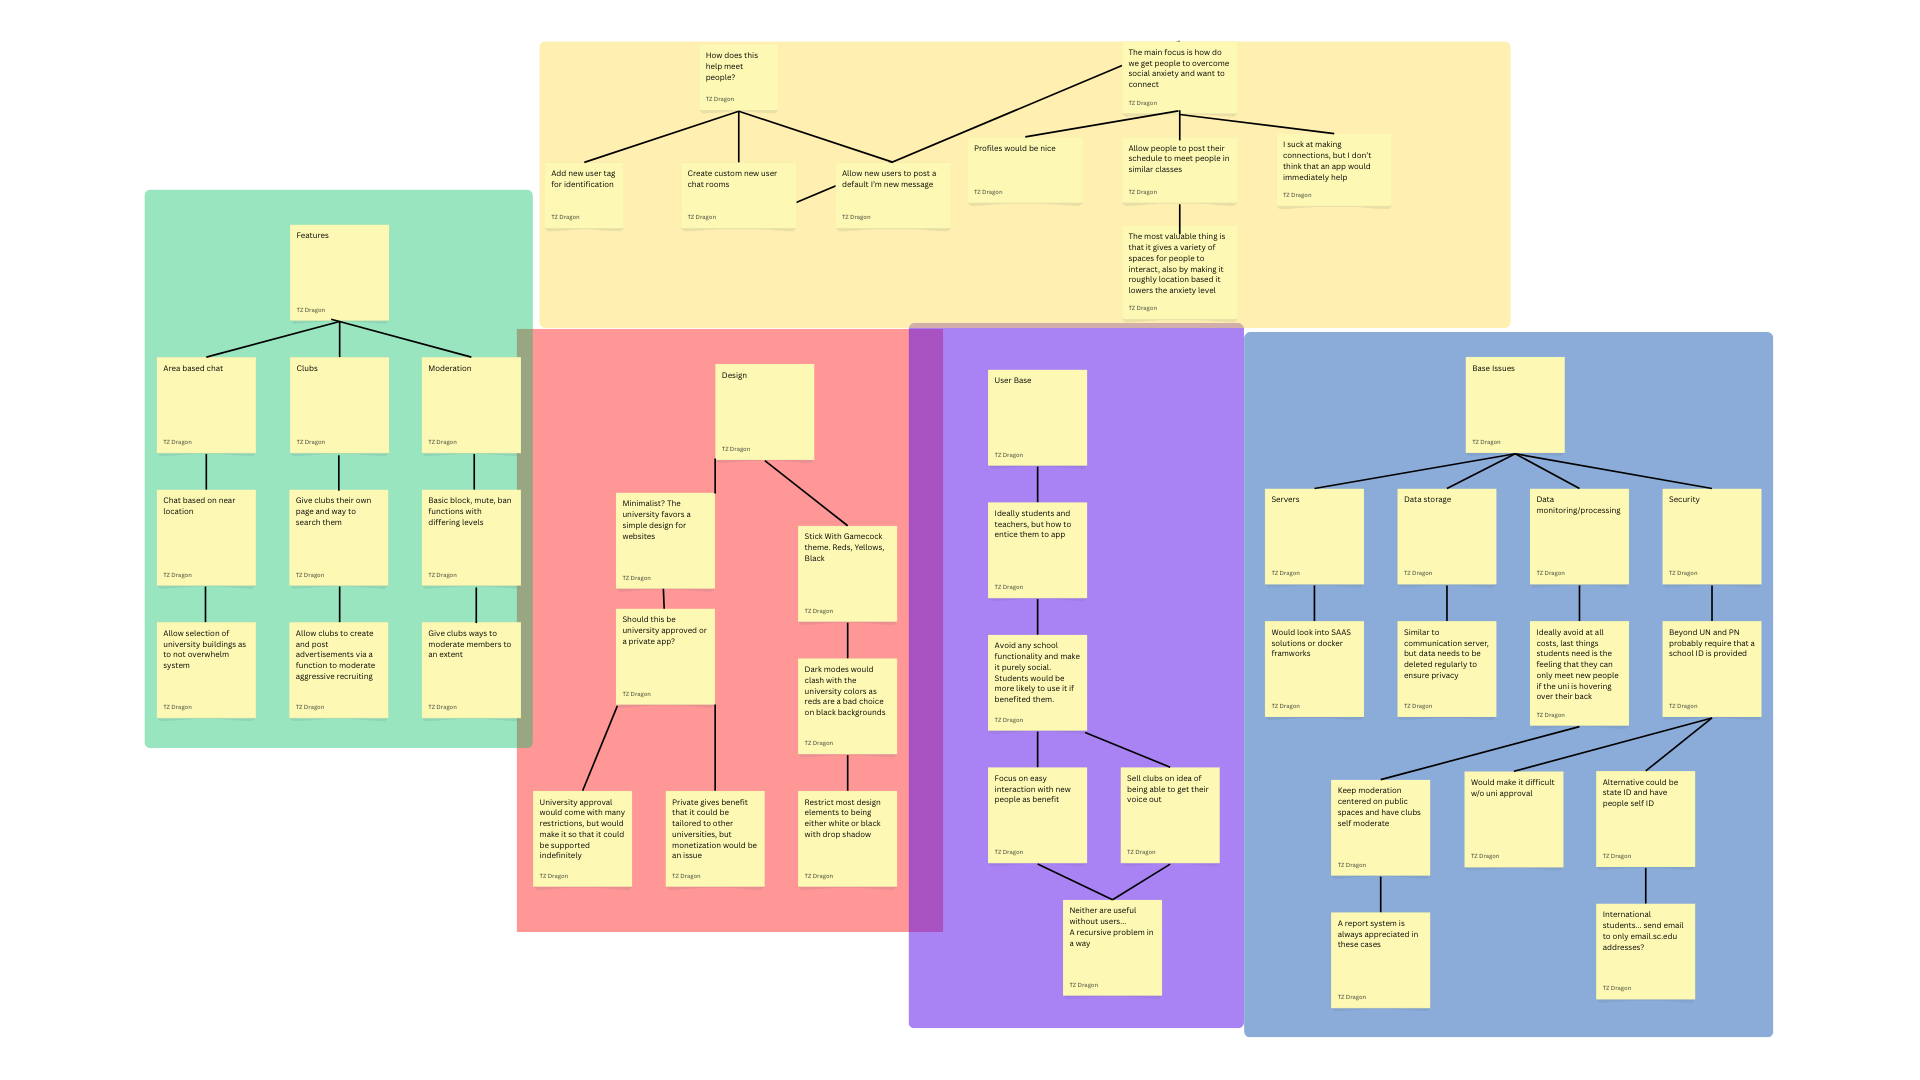 How does this
help meet
people?
TZ Dragon
The main focus is how do
we get people to overcome
social anxiety and want to
connect
TZ Dragon
Add new user tag
for identification
TZ Dragon
Create custom new user
chat rooms
TZ Dragon
Allow new users to post a
default I'm new message
TZ Dragon
Profiles would be nice
TZ Dragon
Allow people to post their
schedule to meet people in
similar classes
TZ Dragon
I suck at making
connections, but I don't
think that an app would
immediately help
TZ Dragon
The most valuable thing is
that it gives a variety of
spaces for people to
interact, also by making it
roughly location based it
lowers the anxiety level
TZ Dragon
Features
TZ Dragon
Area based chat
TZ Dragon
Clubs
TZ Dragon
Moderation
TZ Dragon
Chat based on near
location
TZ Dragon
Give clubs their own
page and way to
search them
TZ Dragon
Basic block, mute, ban
functions with
differing levels
TZ Dragon
Allow selection of
university buildings as
to not overwhelm
system
TZ Dragon
Allow clubs to create
and post
advertisements via a
function to moderate
aggressive recruiting
TZ Dragon
Give clubs ways to
moderate members to
an extent
TZ Dragon
Design
TZ Dragon
Minimalist? The
university favors a
simple design for
websites
TZ Dragon
Stick With Gamecock
theme. Reds, Yellows,
Black
TZ Dragon
Should this be
university approved or
a private app?
TZ Dragon
Dark modes would
clash with the
university colors as
reds are a bad choice
on black backgrounds
TZ Dragon
University approval
would come with many
restrictions, but would
make it so that it could
be supported
indefinitely
TZ Dragon
Private gives benefit
that it could be
tailored to other
universities, but
monetization would be
an issue
TZ Dragon
Restrict most design
elements to being
either white or black
with drop shadow
TZ Dragon
User Base
TZ Dragon
Ideally students and
teachers, but how to
entice them to app
TZ Dragon
Avoid any school
functionality and make
it purely social.
Students would be
more likely to use it if
benefited them.
TZ Dragon
Focus on easy
interaction with new
people as benefit
TZ Dragon
Sell clubs on idea of
being able to get their
voice out
TZ Dragon
Neither are useful
without users...
A recursive problem in
a way
TZ Dragon
Base Issues
TZ Dragon
Servers
TZ Dragon
Data storage
TZ Dragon
Data
monitoring/processing
TZ Dragon
Security
TZ Dragon
Would look into SAAS
solutions or docker
framworks
TZ Dragon
Similar to
communication server,
but data needs to be
deleted regularly to
ensure privacy
TZ Dragon
Ideally avoid at all
costs, last things
students need is the
feeling that they can
only meet new people
if the uni is hovering
over their back
TZ Dragon
Beyond UN and PN
probably require that a
school ID is provided
TZ Dragon
Keep moderation
centered on public
spaces and have clubs
self moderate
TZ Dragon
Would make it difficult
w/o uni approval
TZ Dragon
Alternative could be
state ID and have
people self ID
TZ Dragon
A report system is
always appreciated in
these cases
TZ Dragon
International
students... send email
to only email.sc.edu
addresses?
TZ Dragon